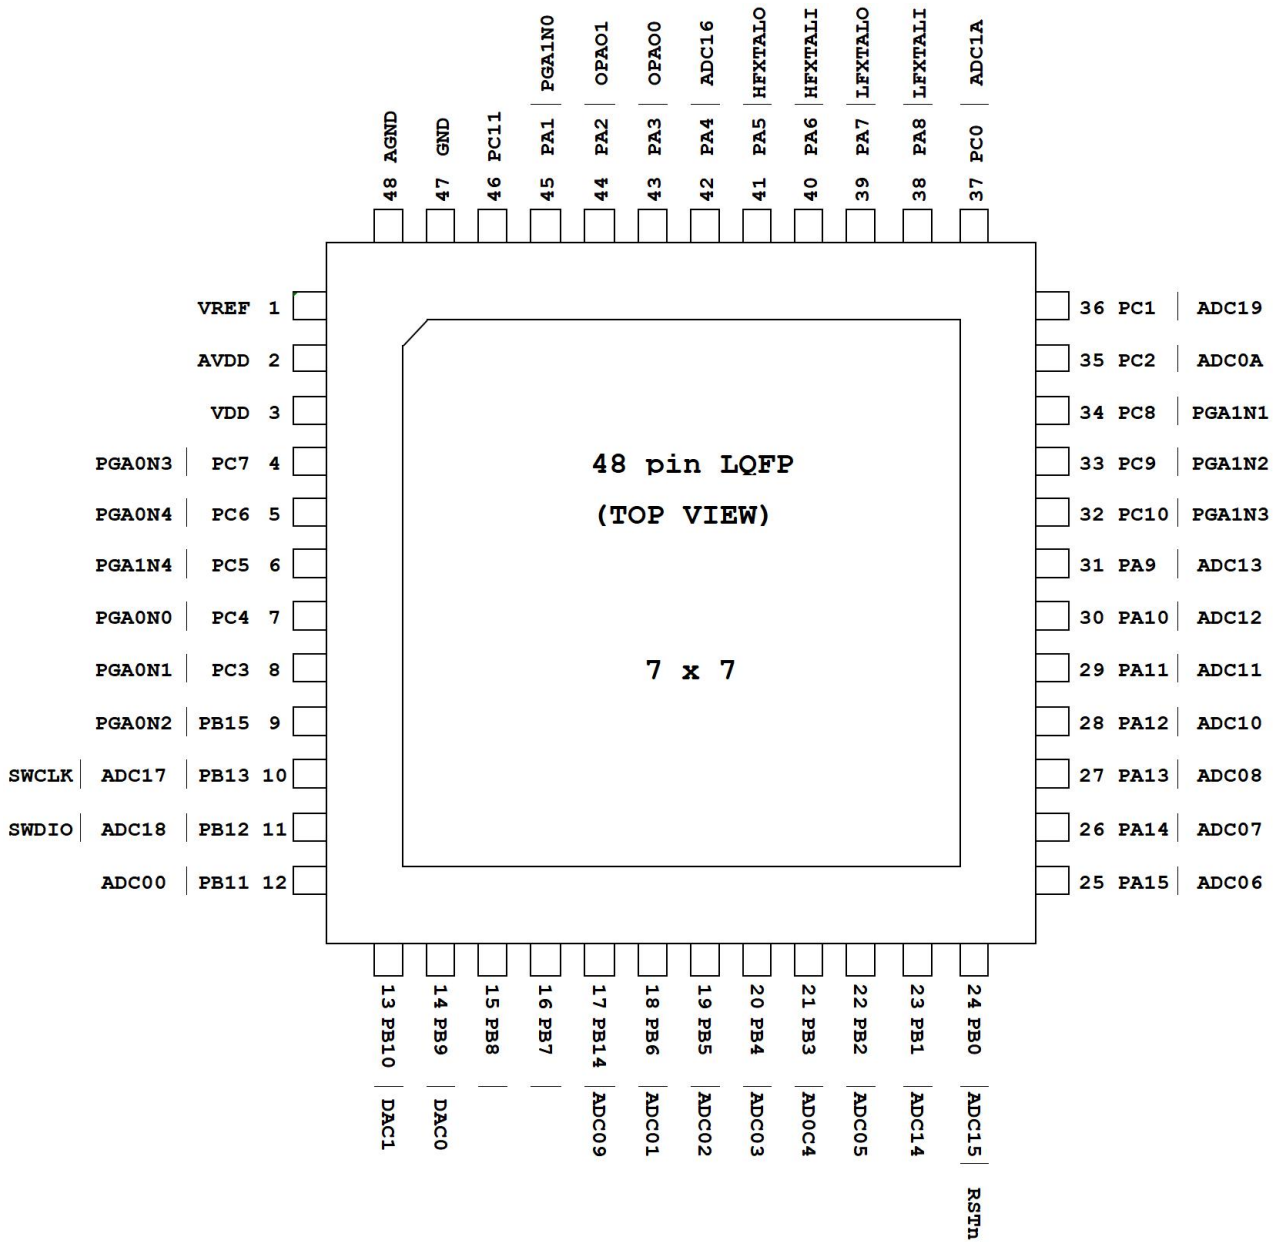 48 AGND
47 GND
46 PC11
45 PA1 PGA1N0
44 PA2 OPAO1
43 PA3 OPAO0
42 PA4 ADC16
41 PA5 HFXTALO
40 PA6 HFXTALI
39 PA7 LFXTALO
38 PA8 LFXTALI
37 PC0 ADC1A
VREF 1
AVDD 2
VDD 3
PGA0N3 PC7 4
PGA0N4 PC6 5
PGA1N4 PC5 6
PGA0N0 PC4 7
PGA0N1 PC3 8
PGA0N2 PB15 9
SWCLK ADC17 PB13 10
SWDIO ADC18 PB12 11
ADC00 PB11 12
48 pin LQFP
(TOP VIEW)
7 x 7
36 PC1 ADC19
35 PC2 ADC0A
34 PC8 PGA1N1
33 PC9 PGA1N2
32 PC10 PGA1N3
31 PA9 ADC13
30 PA10 ADC12
29 PA11 ADC11
28 PA12 ADC10
27 PA13 ADC08
26 PA14 ADC07
25 PA15 ADC06
13 PB10 DAC1
14 PB9 DAC0
15 PB8
16 PB7
17 PB14 ADC09
18 PB6 ADC01
19 PB5 ADC02
20 PB4 ADC03
21 PB3 AD0C4
22 PB2 ADC05
23 PB1 ADC14
24 PB0 ADC15 RSTn